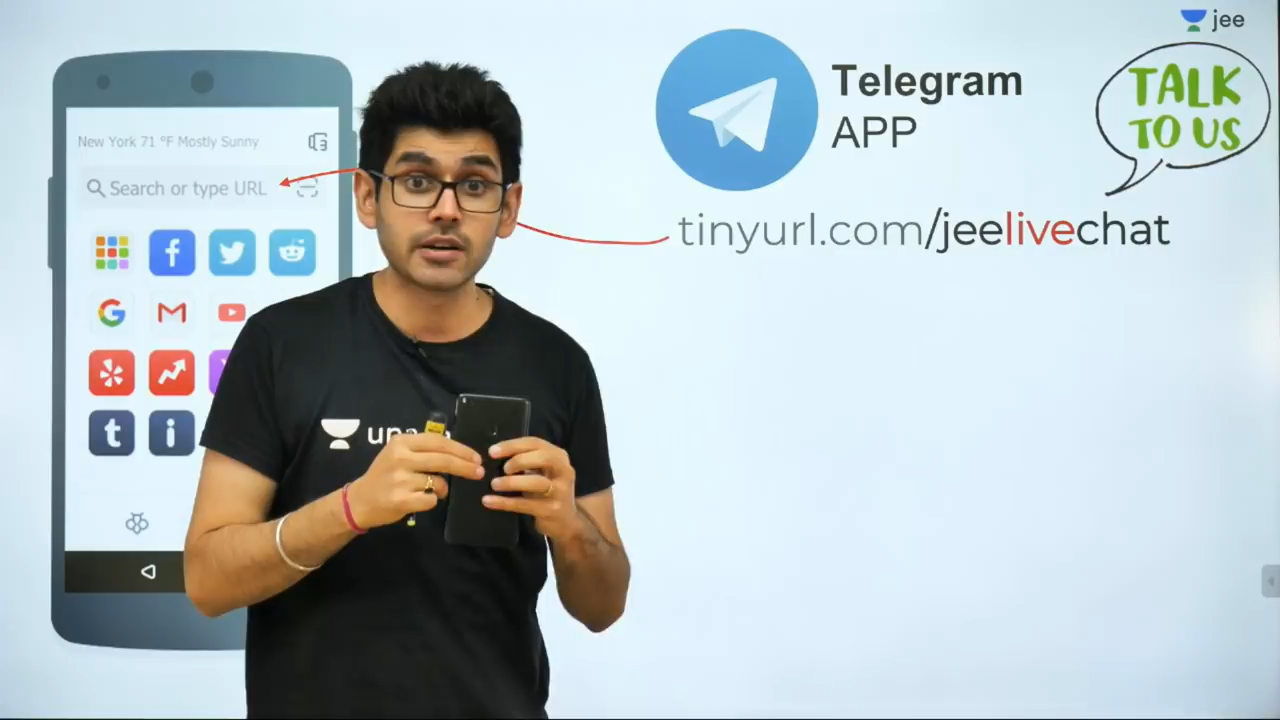 jee
TALK
TO US
Telegram
APP
tinyurl.com/jeelivechat
New York 71 °F Mostly Sunny
Search or type URL